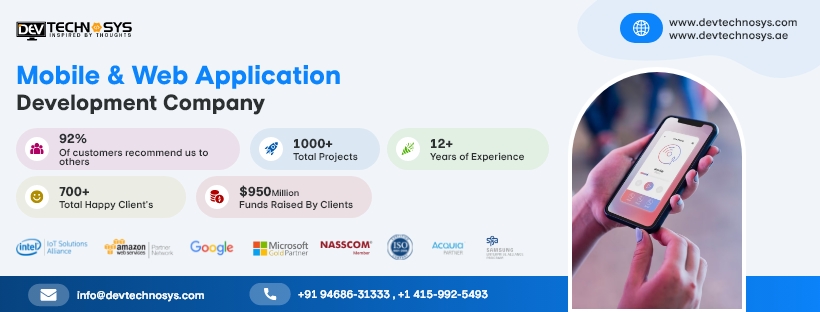 DEV TECHNOSYS
INSPIRED BY THOUGHTS
www.devtechnosys.com
www.devtechnosys.ae
Mobile & Web Application
Development Company
92%
Of customers recommend us to
others
1000+
Total Projects
12+
Years of Experience
700+
Total Happy Client's
$950Million
Funds Raised By Clients
intel IoT Solutions
Alliance
amazon
web services
Partner
Network
Google
Microsoft
Gold Partner
NASSCOM
Member
ISO
ACQUIA
PARTNER
SAMSUNG
info@devtechnosys.com
+91 94686-31333 , +1 415-992-5493